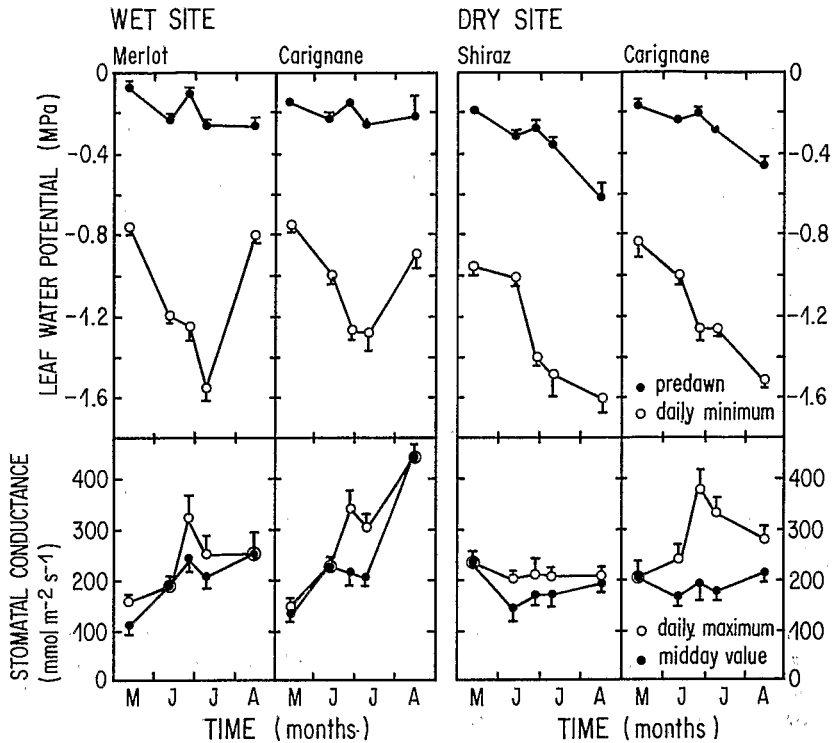 WET SITE
DRY SITE
Merlot
Carignane
Shiraz
Carignane
LEAF WATER POTENTIAL (MPa)
0
-0.4
-0.8
-1.2
-1.6
0
-0.4
-0.8
-1.2
-1.6
predawn
daily minimum
STOMATAL CONDUCTANCE
(mmol m⁻² s⁻¹)
400
300
200
100
0
400
300
200
100
0
daily maximum
midday value
M J J A
M J J A
M J J A
M J J A
TIME (months)
TIME (months)